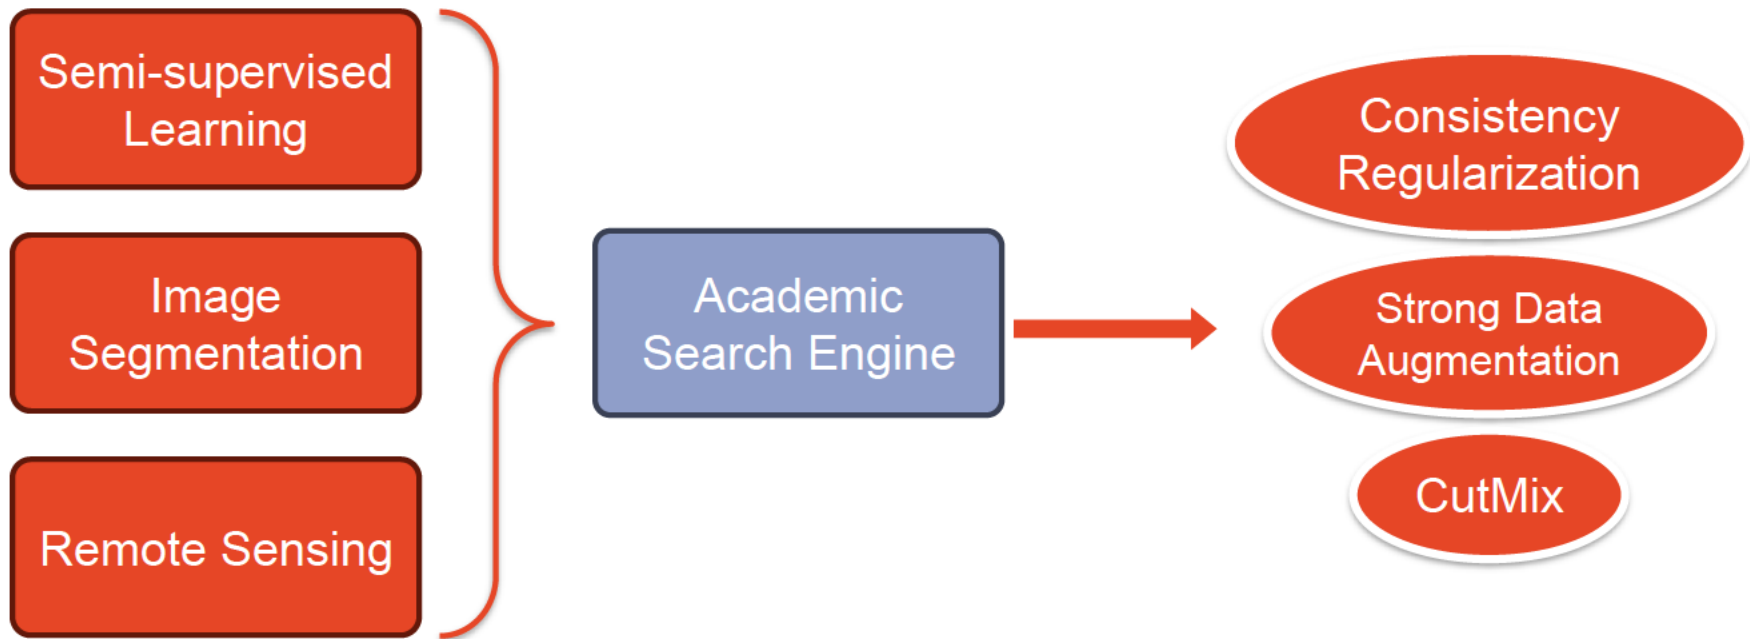 Semi-supervised
Learning
Image
Segmentation
Remote Sensing
Academic
Search Engine
Consistency
Regularization
Strong Data
Augmentation
CutMix